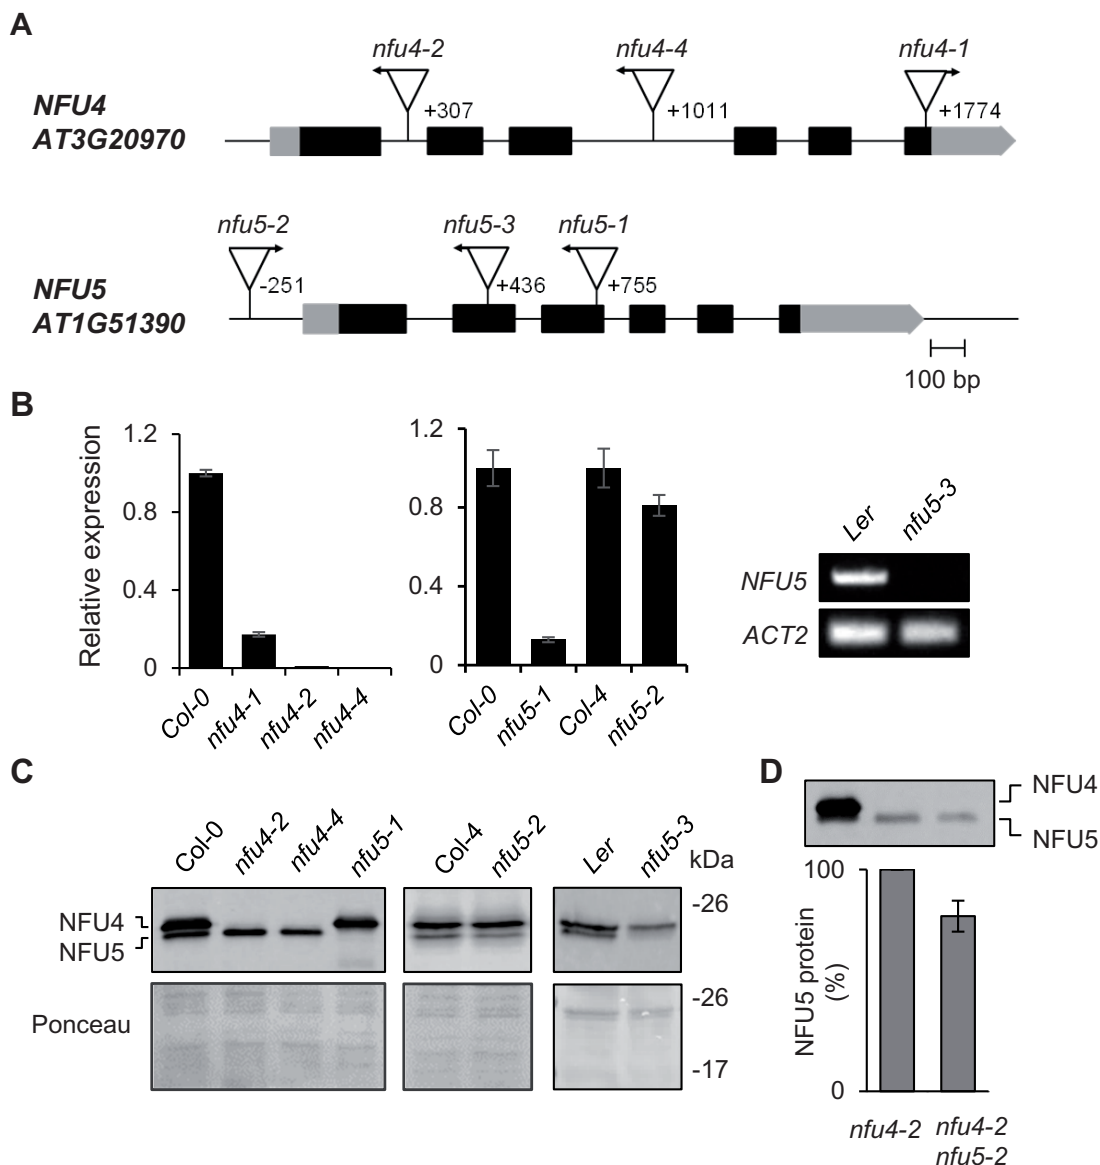 A
nfu4-2
nfu4-4
nfu4-1
NFU4
AT3G20970
+307
+1011
+1774
nfu5-2
nfu5-3
nfu5-1
NFU5
AT1G51390
-251
+436
+755
100 bp
B
Relative expression
1.2
0.8
0.4
0
Col-0
nfu4-1
nfu4-2
nfu4-4
1.2
0.8
0.4
0
Col-0
nfu5-1
Col-4
nfu5-2
Ler
nfu5-3
NFU5
ACT2
C
Col-0
nfu4-2
nfu4-4
nfu5-1
Col-4
nfu5-2
Ler
nfu5-3
kDa
NFU4
NFU5
-26
Ponceau
-26
-17
D
NFU4
NFU5
NFU5 protein
(%)
100
0
nfu4-2
nfu4-2
nfu5-2